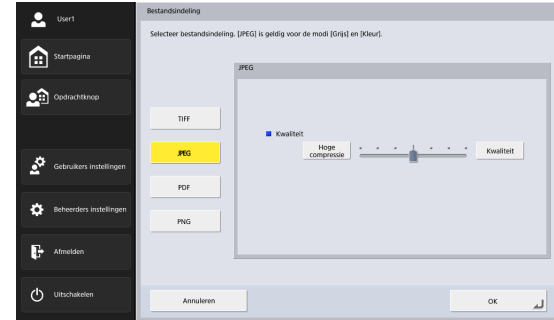 User1
Startpagina
Opdrachtknop
Gebruikers instellingen
Beheerders instellingen
Afmelden
Uitschakelen
Bestandsindeling
Selecteer bestandsindeling. [JPEG] is geldig voor de modi [Grijs] en [Kleur].
TIFF
JPEG
PDF
PNG
JPEG
Kwaliteit
Hoge
compressie
Kwaliteit
Annuleren
OK